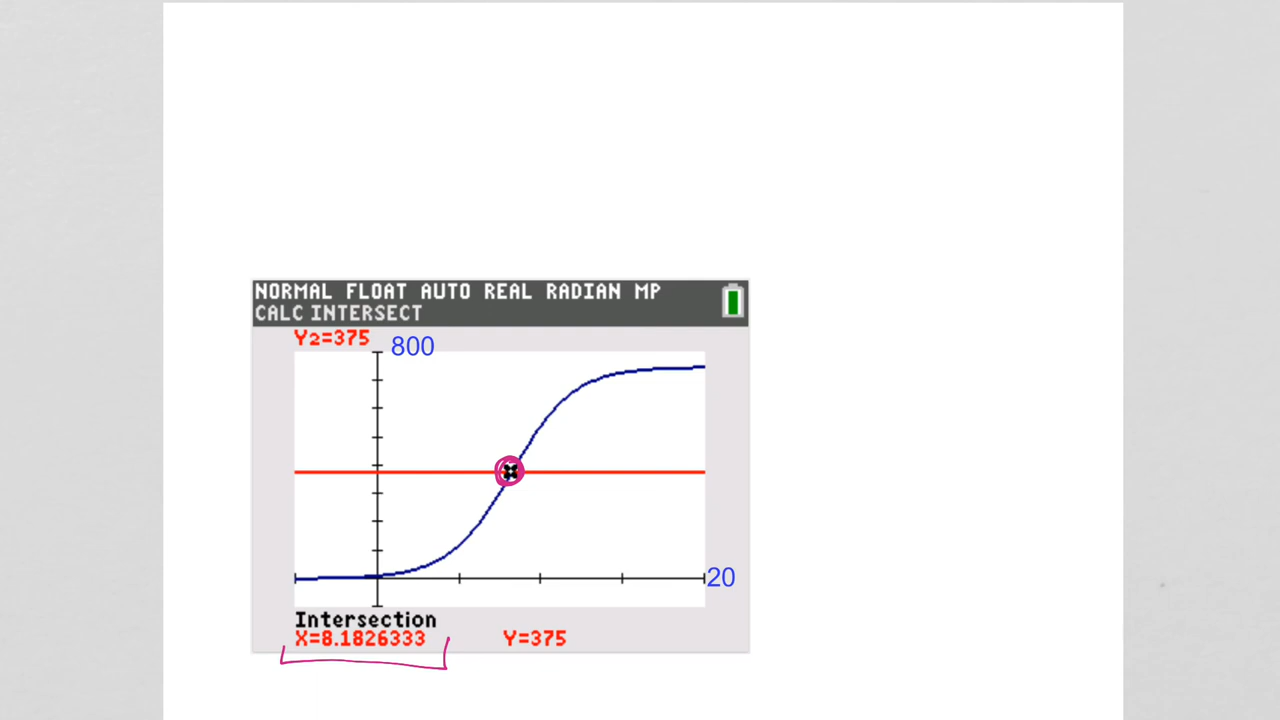 NORMAL FLOAT AUTO REAL RADIAN MP
CALC INTERSECT
Y₂=375
800
20
Intersection
X=8.1826333 Y=375